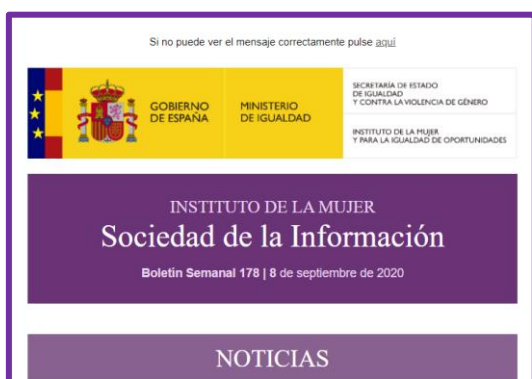 Si no puede ver el mensaje correctamente pulse aquí
GOBIERNO
DE ESPAÑA
MINISTERIO
DE IGUALDAD
SECRETARÍA DE ESTADO
DE IGUALDAD
Y CONTRA LA VIOLENCIA DE GÉNERO
INSTITUTO DE LA MUJER
Y PARA LA IGUALDAD DE OPORTUNIDADES
INSTITUTO DE LA MUJER
Sociedad de la Información
Boletín Semanal 178 | 8 de septiembre de 2020
NOTICIAS